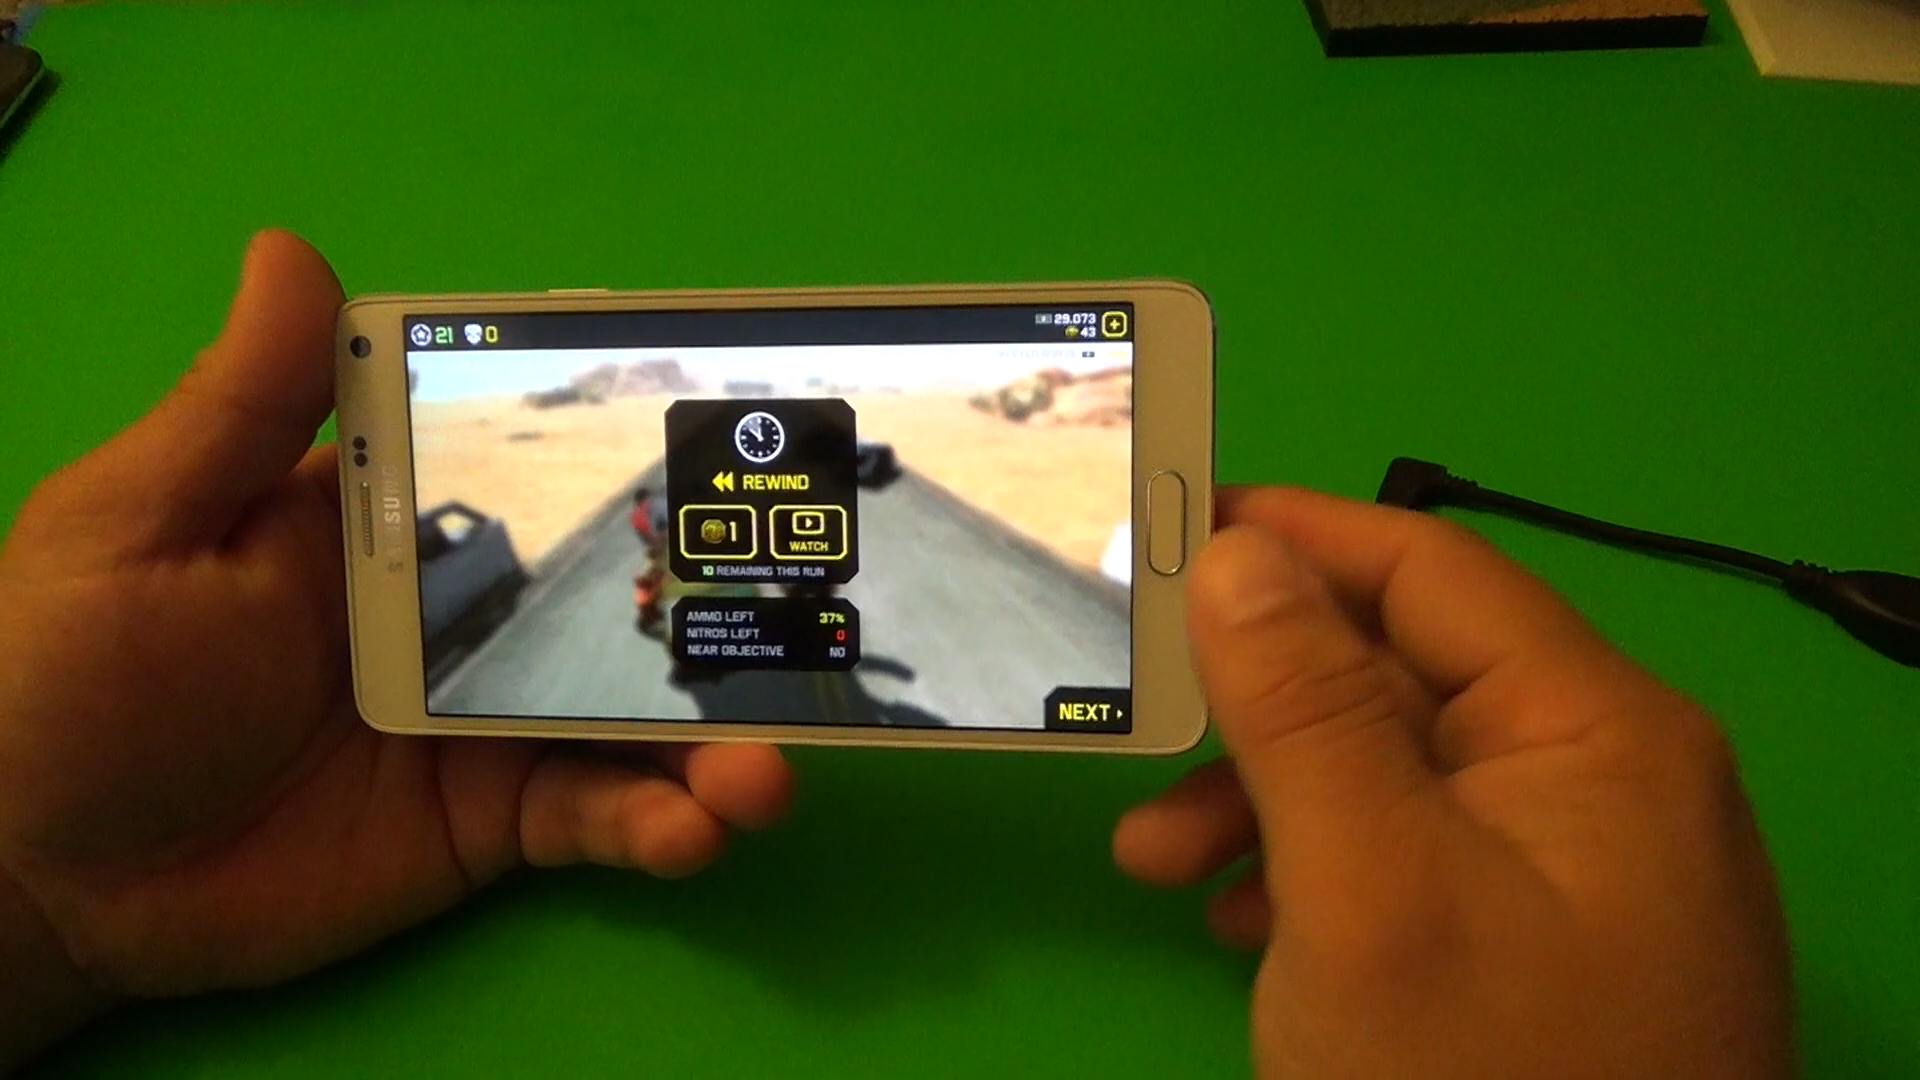 21 0
29.073
43
REWIND
1
WATCH
10 REMAINING THIS RUN
AMMO LEFT 37%
NITROS LEFT 0
NEAR OBJECTIVE NO
NEXT
SAMSUNG